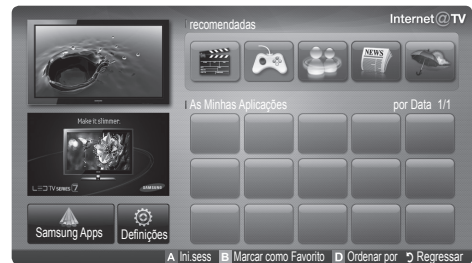 Internet@TV
recomendadas
NEWS
As Minhas Aplicações
por Data 1/1
Make it slimmer.
LED TV SERIES 7
SAMSUNG
Samsung Apps
Definições
A Ini.sess B Marcar como Favorito D Ordenar por Regressar